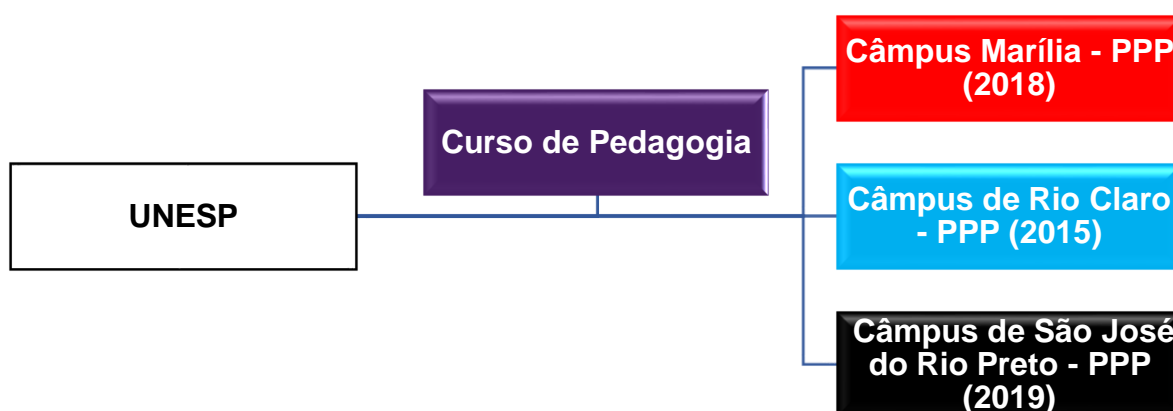 UNESP
Curso de Pedagogia
Câmpus Marília - PPP
(2018)
Câmpus de Rio Claro
- PPP (2015)
Câmpus de São José
do Rio Preto - PPP
(2019)